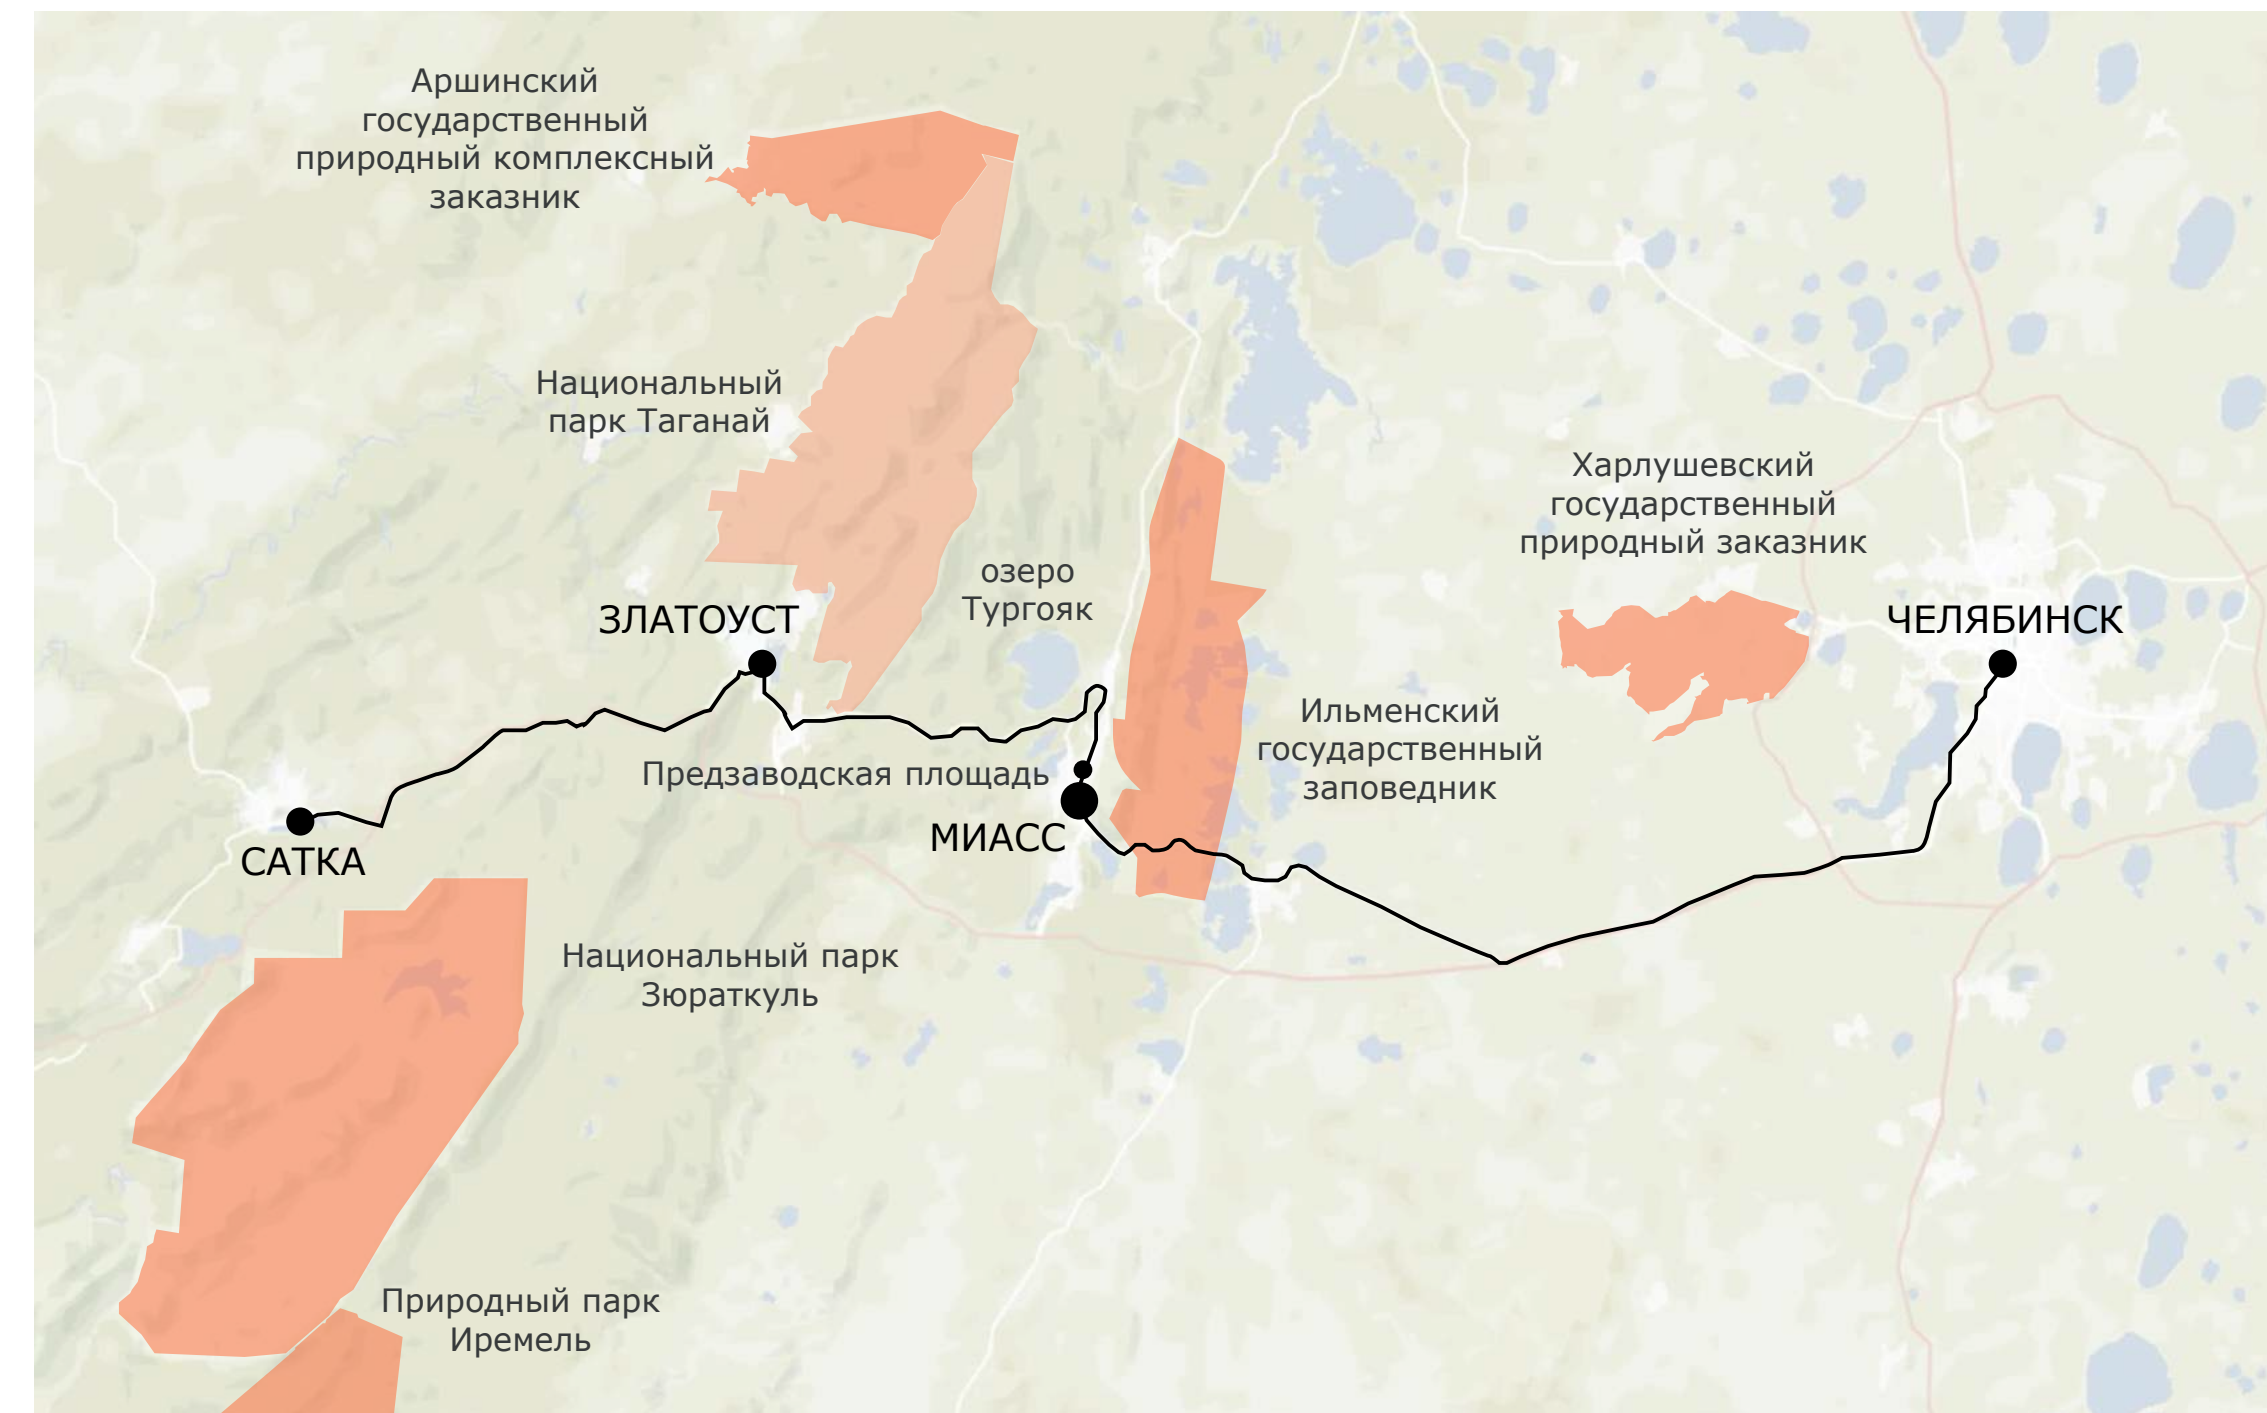 Аршинский
государственный
природный комплексный
заказник
Национальный
парк Таганай
Харлушевский
государственный
природный заказник
озеро
Тургояк
ЗЛАТОУСТ
ЧЕЛЯБИНСК
Ильменский
государственный
заповедник
Предзаводская площадь
МИАСС
САТКА
Национальный парк
Зюраткуль
Природный парк
Иремель